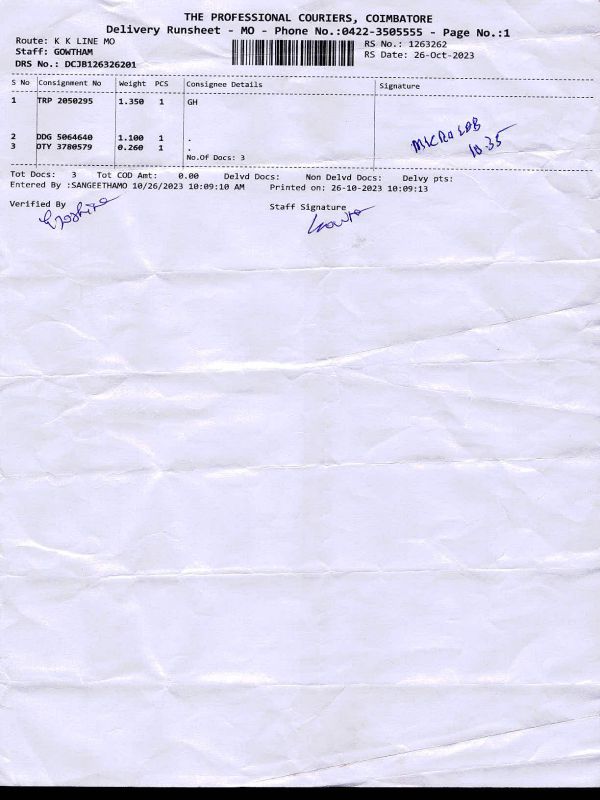 THE PROFESSIONAL COURIERS, COIMBATORE
Delivery Runsheet - MO - Phone No.:0422-3505555 - Page No.:1
Route: K K LINE MO
RS No.: 1263262
Staff: GOWTHAM
RS Date: 26-Oct-2023
DRS No.: DCJB126326201
S No Consignment No Weight PCS Consignee Details Signature
1 TRP 2050295 1.350 1 GH
2 DDG 5064640 1.100 1 .
3 DTY 3780579 0.260 1 .
MICROLAB
10.35
No.Of Docs: 3
Tot Docs: 3 Tot COD Amt: 0.00 Delvd Docs: Non Delvd Docs: Delvy pts:
Entered By :SANGEETHAMO 10/26/2023 10:09:10 AM Printed on: 26-10-2023 10:09:13
Verified By Staff Signature